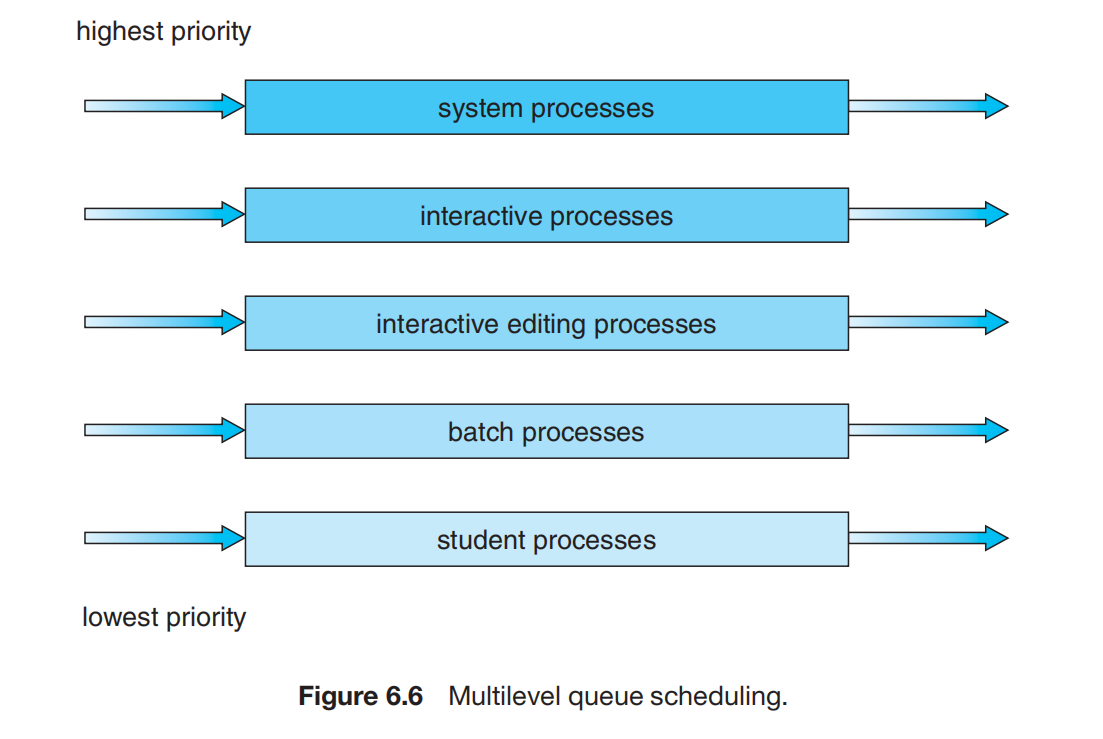 highest priority
system processes
interactive processes
interactive editing processes
batch processes
student processes
lowest priority
Figure 6.6 Multilevel queue scheduling.